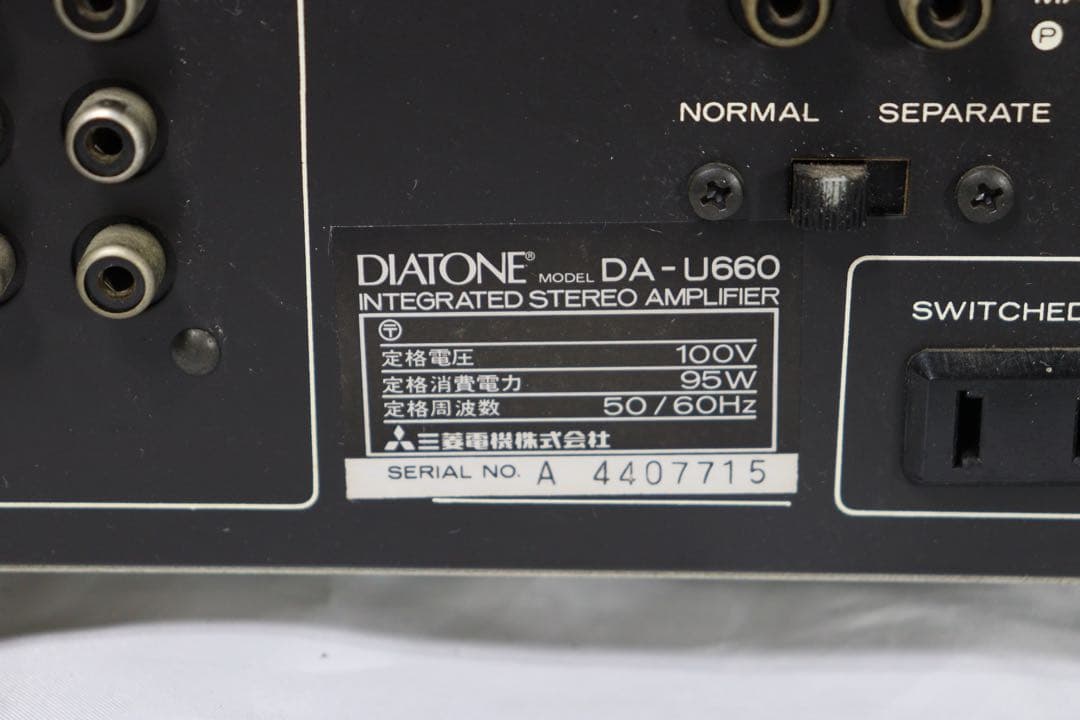 P
NORMAL SEPARATE
DIATONE® MODEL DA-U660
INTEGRATED STEREO AMPLIFIER
〒
定格電圧 100V
定格消費電力 95W
定格周波数 50/60Hz
三菱電機株式会社
SERIAL NO. A 4407715
SWITCHED